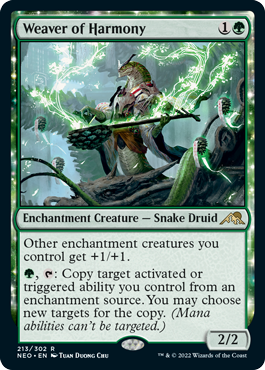 Weaver of Harmony 1
Enchantment Creature — Snake Druid
Other enchantment creatures you
control get +1/+1.
, : Copy target activated or
triggered ability you control from an
enchantment source. You may choose
new targets for the copy. (Mana
abilities can't be targeted.)
2/2
213/302 R
NEO • EN Tuan Duong Chu ™ & © 2022 Wizards of the Coast